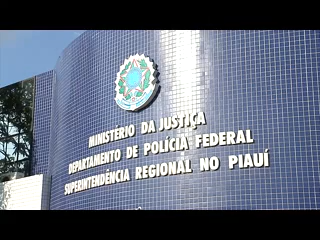 MINISTÉRIO DA JUSTIÇA
DEPARTAMENTO DE POLÍCIA FEDERAL
SUPERINTENDÊNCIA REGIONAL NO PIAUÍ